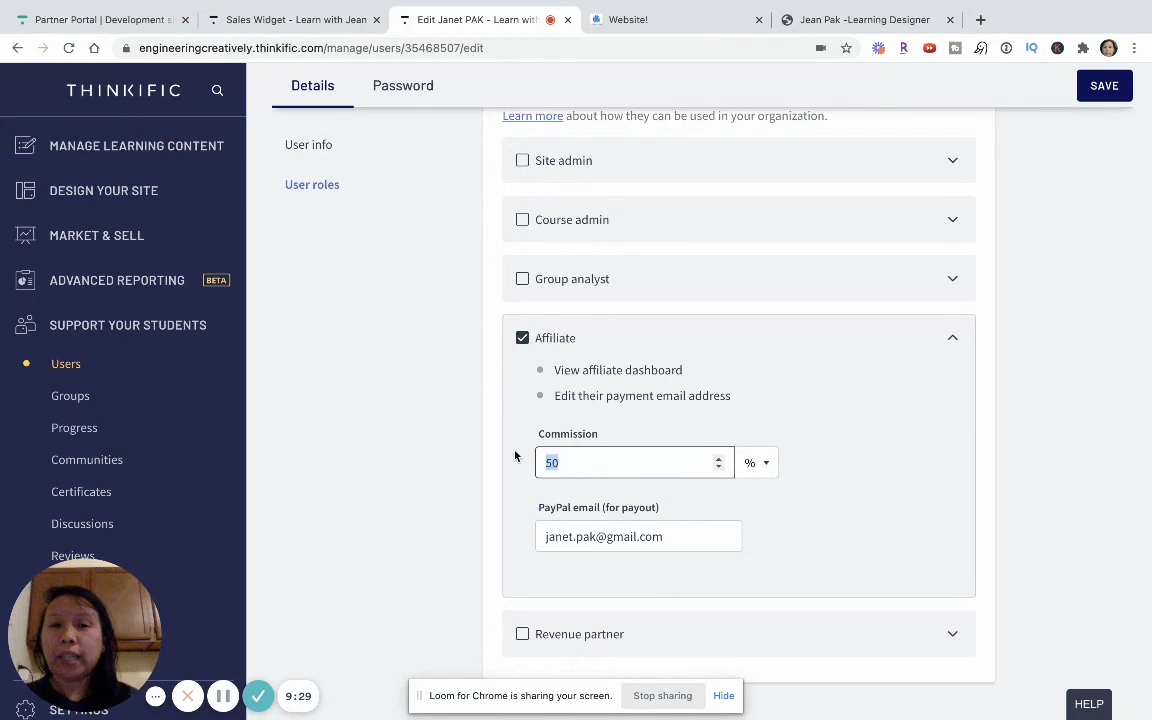 Partner Portal | Development s
Sales Widget - Learn with Jean
Edit Janet PAK - Learn with
Website!
Jean Pak -Learning Designer
engineeringcreatively.thinkific.com/manage/users/35468507/edit
THINKIFIC
Details
Password
SAVE
Learn more about how they can be used in your organization.
User info
User roles
MANAGE LEARNING CONTENT
DESIGN YOUR SITE
MARKET & SELL
ADVANCED REPORTING
BETA
SUPPORT YOUR STUDENTS
Users
Groups
Progress
Communities
Certificates
Discussions
Reviews
SETTINGS
Site admin
Course admin
Group analyst
Affiliate
View affiliate dashboard
Edit their payment email address
Commission
50
%
PayPal email (for payout)
janet.pak@gmail.com
Revenue partner
9:29
Loom for Chrome is sharing your screen.
Stop sharing
Hide
HELP